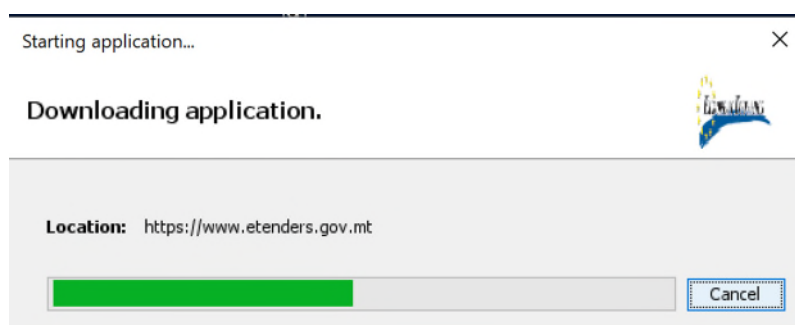 Starting application...
Downloading application.
Location: https://www.etenders.gov.mt
Cancel